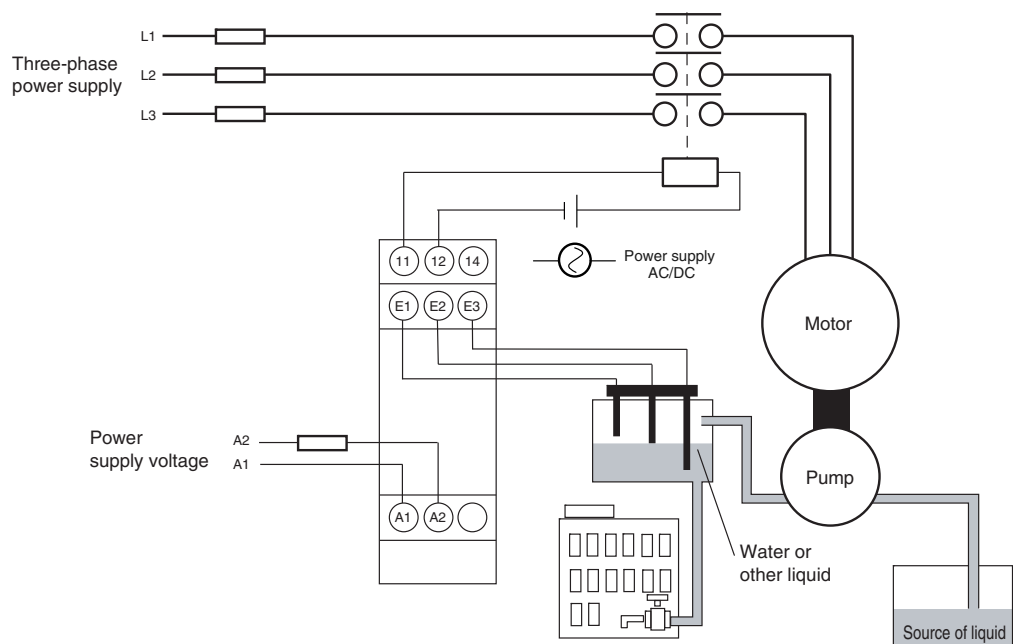 L1
Three-phase
power supply
L2
L3
11 12 14
Power supply
AC/DC
E1 E2 E3
Motor
Power
supply voltage
A2
A1
Pump
A1 A2
Water or
other liquid
Source of liquid